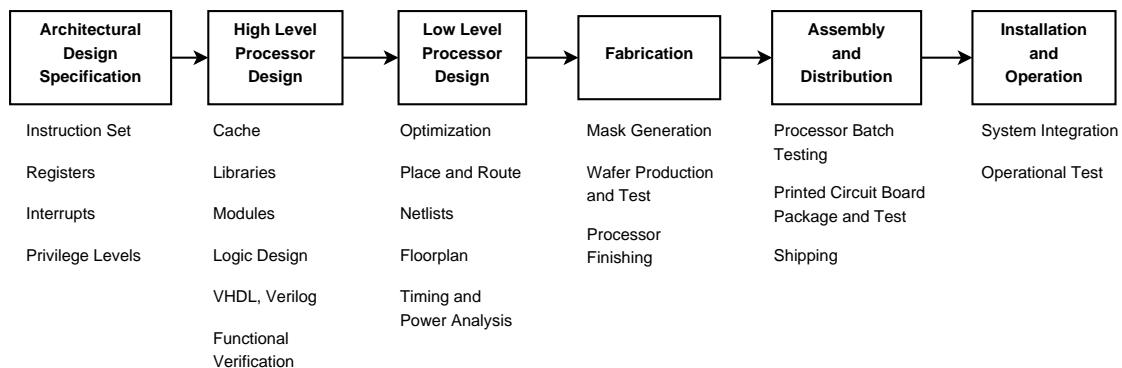 Architectural
Design
Specification
High Level
Processor
Design
Low Level
Processor
Design
Fabrication
Assembly
and
Distribution
Installation
and
Operation
Instruction Set
Registers
Interrupts
Privilege Levels
Cache
Libraries
Modules
Logic Design
VHDL, Verilog
Functional
Verification
Optimization
Place and Route
Netlists
Floorplan
Timing and
Power Analysis
Mask Generation
Wafer Production
and Test
Processor
Finishing
Processor Batch
Testing
Printed Circuit Board
Package and Test
Shipping
System Integration
Operational Test